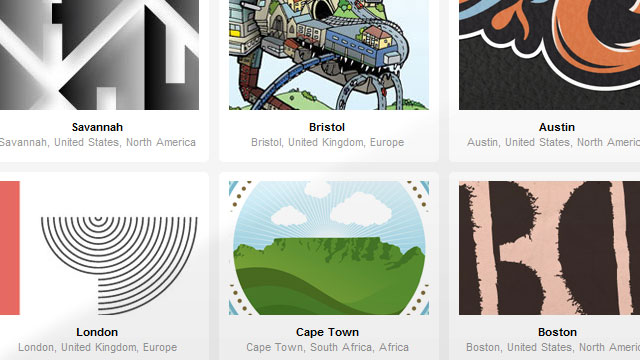 Savannah
Savannah, United States, North America
Bristol
Bristol, United Kingdom, Europe
Austin
Austin, United States, North Americ
London
London, United Kingdom, Europe
Cape Town
Cape Town, South Africa, Africa
Boston
Boston, United States, North Americ